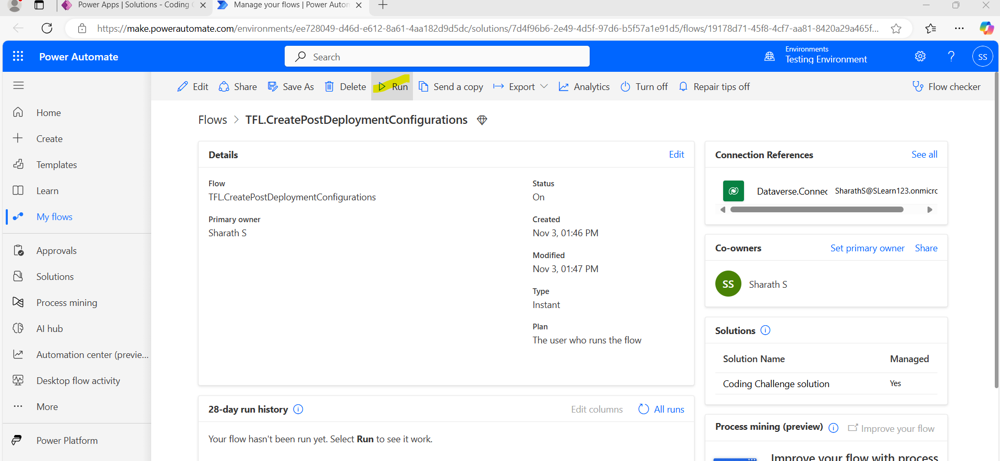 Power Apps | Solutions - Coding C
Manage your flows | Power Autom
https://make.powerautomate.com/environments/ee728049-d46d-e612-8a61-4aa182d9d5dc/solutions/7d4f96b6-2e49-4d5f-97d6-b5f57a1e91d5/flows/19178d71-45f8-4cf7-aa81-8420a29a465f...
Power Automate
Search
Environments
Testing Environment
SS
Edit
Share
Save As
Delete
Run
Send a copy
Export
Analytics
Turn off
Repair tips off
Flow checker
Home
Create
Templates
Learn
My flows
Approvals
Solutions
Process mining
AI hub
Automation center (previe...
Desktop flow activity
More
Power Platform
Flows > TFL.CreatePostDeploymentConfigurations
Details
Edit
Flow
TFL.CreatePostDeploymentConfigurations
Primary owner
Sharath S
Status
On
Created
Nov 3, 01:46 PM
Modified
Nov 3, 01:47 PM
Type
Instant
Plan
The user who runs the flow
28-day run history
Edit columns
All runs
Your flow hasn't been run yet. Select Run to see it work.
Connection References
See all
Dataverse.Connec
SharathS@SLearn123.onmicrc
Co-owners
Set primary owner
Share
SS
Sharath S
Solutions
Solution Name
Managed
Coding Challenge solution
Yes
Process mining (preview)
Improve your flow
Improve your flow with process